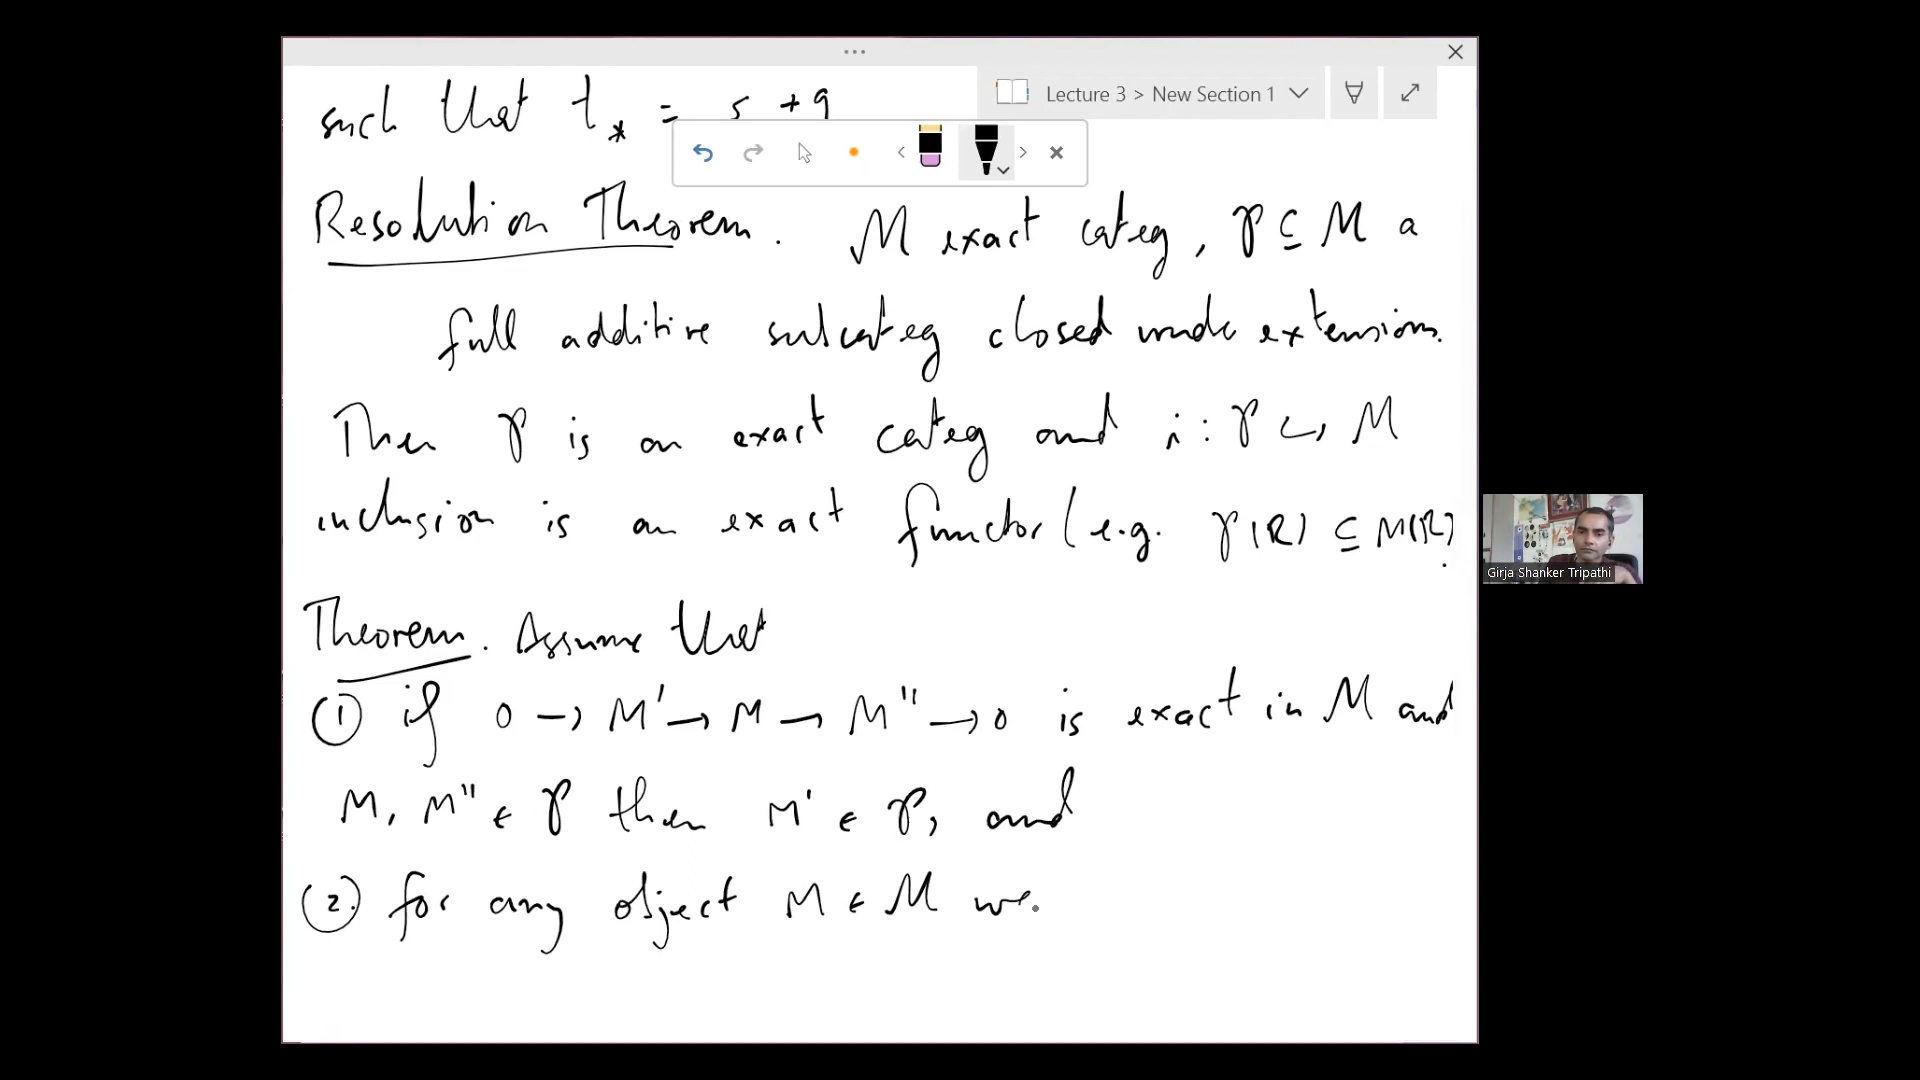 Lecture 3 > New Section 1
such that t_* = s + q
Resolution Theorem. M exact categ, P ⊆ M a
full additive subcateg closed under extensions.
Then P is an exact categ and i : P ↪ M
inclusion is an exact functor (e.g. P(R) ⊆ M(R)
Girja Shanker Tripathi
Theorem. Assume that
① if 0 → M' → M → M'' → 0 is exact in M and
M, M'' ∈ P then M' ∈ P, and
② for any object M ∈ M we